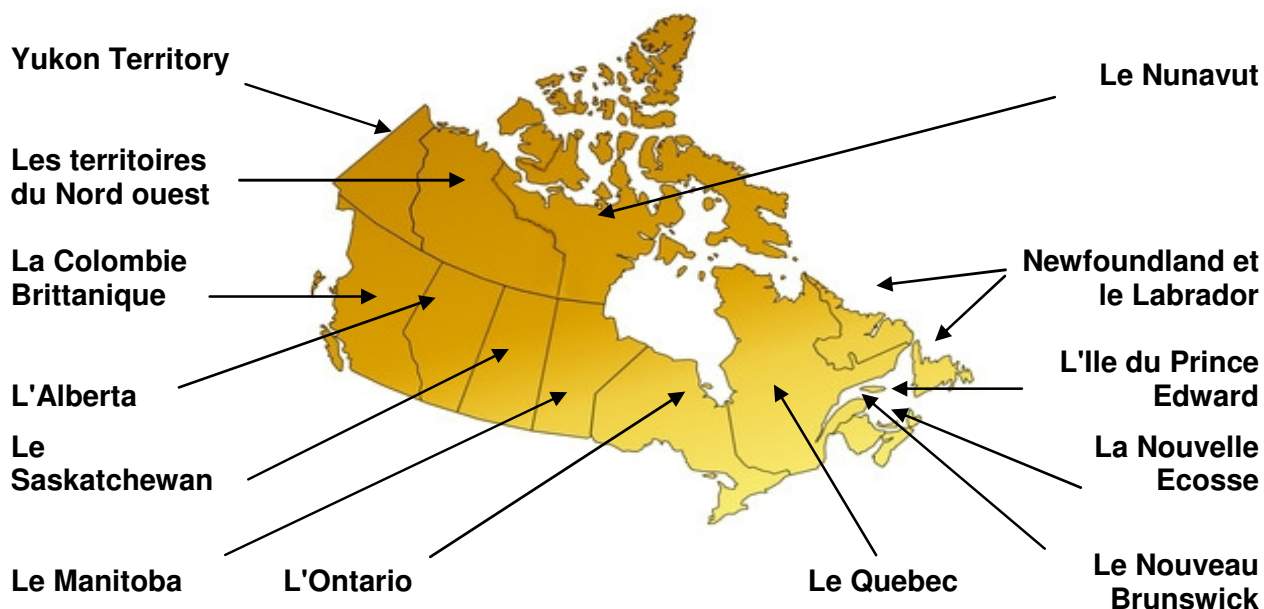 Yukon Territory
Le Nunavut
Les territoires
du Nord ouest
La Colombie
Brittanique
Newfoundland et
le Labrador
L'Alberta
L'Ile du Prince
Edward
Le
Saskatchewan
La Nouvelle
Ecosse
Le Manitoba
L'Ontario
Le Quebec
Le Nouveau
Brunswick